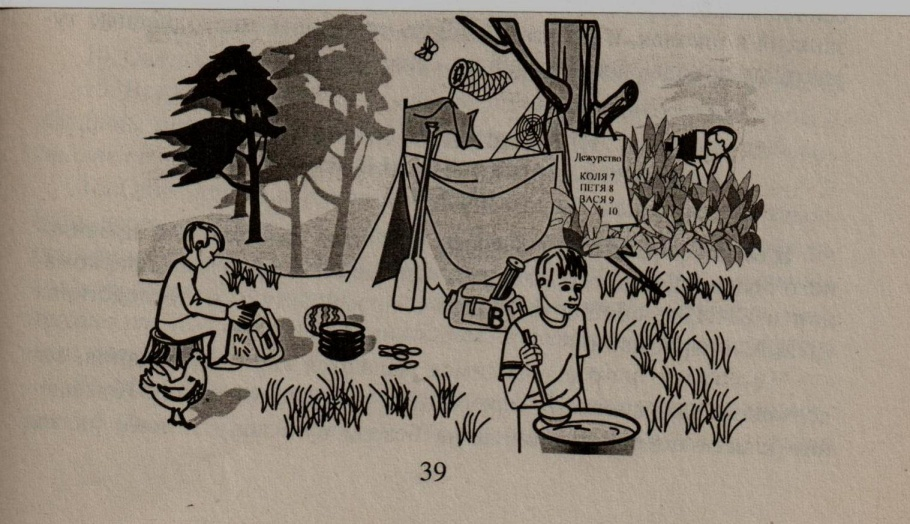 Дежурство
КОЛЯ 7
ПЕТЯ 8
ВАСЯ 9
10
В
39